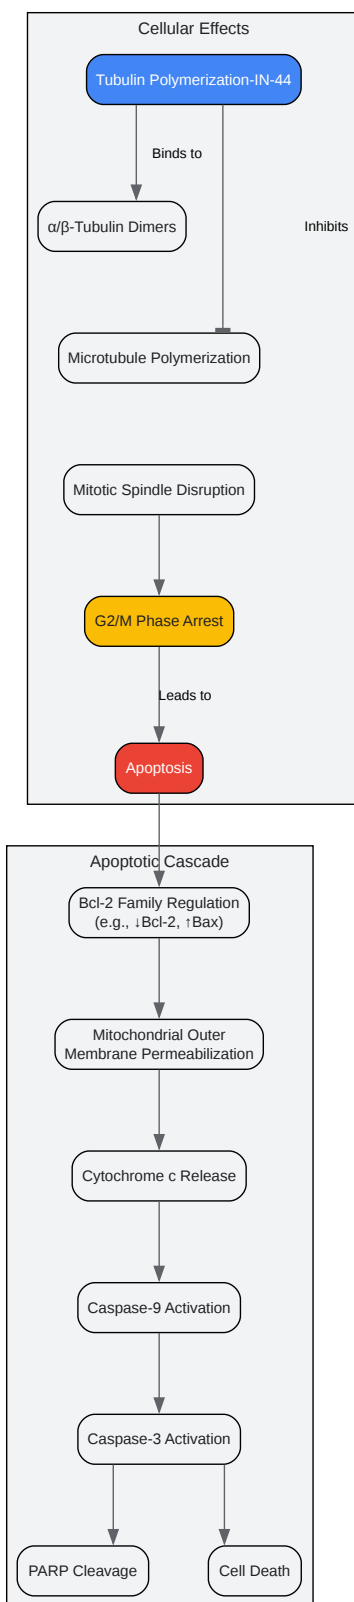 Cellular Effects
Tubulin Polymerization-IN-44
Binds to
α/β-Tubulin Dimers
Inhibits
Microtubule Polymerization
Mitotic Spindle Disruption
G2/M Phase Arrest
Leads to
Apoptosis
Apoptotic Cascade
Bcl-2 Family Regulation
(e.g., ↓Bcl-2, ↑Bax)
Mitochondrial Outer
Membrane Permeabilization
Cytochrome c Release
Caspase-9 Activation
Caspase-3 Activation
PARP Cleavage
Cell Death